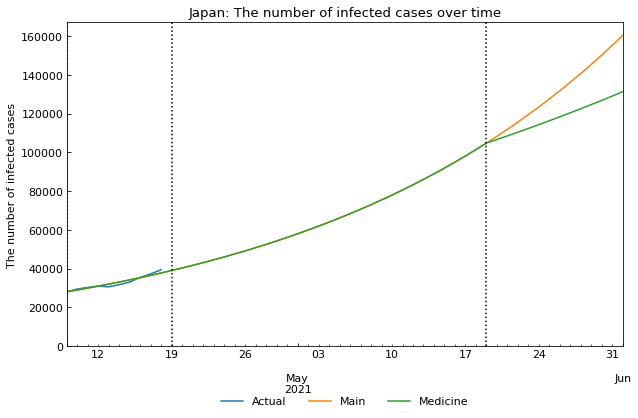 Japan: The number of infected cases over time
The number of infected cases
160000
140000
120000
100000
80000
60000
40000
20000
0
12 19 26 03 10 17 24 31
May Jun
2021
Actual Main Medicine